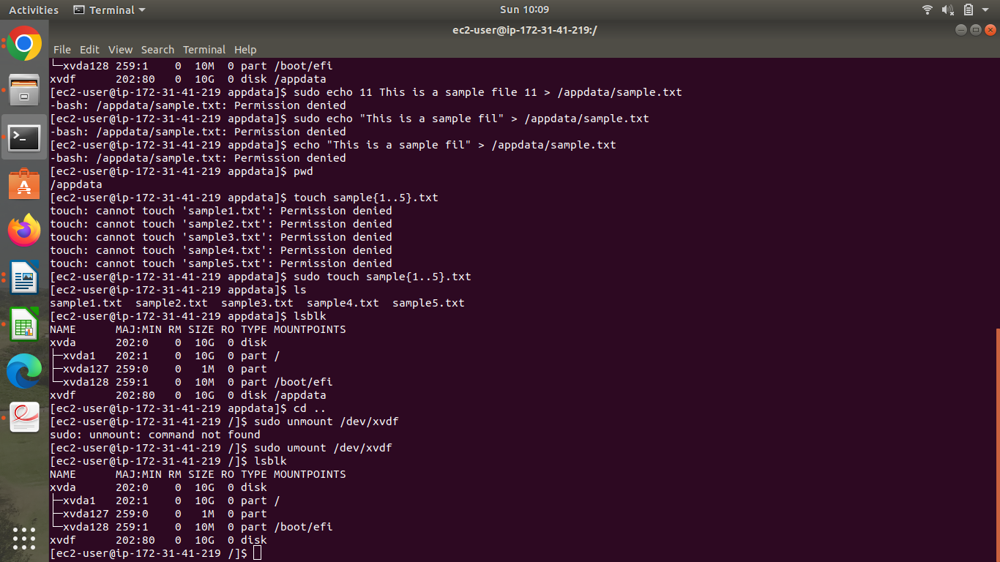 Activities Terminal Sun 10:09
ec2-user@ip-172-31-41-219:/
File Edit View Search Terminal Help
└─xvda128 259:1    0  10M  0 part /boot/efi
xvdf      202:80   0  10G  0 disk /appdata
[ec2-user@ip-172-31-41-219 appdata]$ sudo echo 11 This is a sample file 11 > /appdata/sample.txt
-bash: /appdata/sample.txt: Permission denied
[ec2-user@ip-172-31-41-219 appdata]$ sudo echo "This is a sample fil" > /appdata/sample.txt
-bash: /appdata/sample.txt: Permission denied
[ec2-user@ip-172-31-41-219 appdata]$ echo "This is a sample fil" > /appdata/sample.txt
-bash: /appdata/sample.txt: Permission denied
[ec2-user@ip-172-31-41-219 appdata]$ pwd
/appdata
[ec2-user@ip-172-31-41-219 appdata]$ touch sample{1..5}.txt
touch: cannot touch 'sample1.txt': Permission denied
touch: cannot touch 'sample2.txt': Permission denied
touch: cannot touch 'sample3.txt': Permission denied
touch: cannot touch 'sample4.txt': Permission denied
touch: cannot touch 'sample5.txt': Permission denied
[ec2-user@ip-172-31-41-219 appdata]$ sudo touch sample{1..5}.txt
[ec2-user@ip-172-31-41-219 appdata]$ ls
sample1.txt  sample2.txt  sample3.txt  sample4.txt  sample5.txt
[ec2-user@ip-172-31-41-219 appdata]$ lsblk
NAME      MAJ:MIN RM SIZE RO TYPE MOUNTPOINTS
xvda      202:0    0  10G  0 disk
├─xvda1   202:1    0  10G  0 part /
├─xvda127 259:0    0   1M  0 part
└─xvda128 259:1    0  10M  0 part /boot/efi
xvdf      202:80   0  10G  0 disk /appdata
[ec2-user@ip-172-31-41-219 appdata]$ cd ..
[ec2-user@ip-172-31-41-219 /]$ sudo unmount /dev/xvdf
sudo: unmount: command not found
[ec2-user@ip-172-31-41-219 /]$ sudo umount /dev/xvdf
[ec2-user@ip-172-31-41-219 /]$ lsblk
NAME      MAJ:MIN RM SIZE RO TYPE MOUNTPOINTS
xvda      202:0    0  10G  0 disk
├─xvda1   202:1    0  10G  0 part /
├─xvda127 259:0    0   1M  0 part
└─xvda128 259:1    0  10M  0 part /boot/efi
xvdf      202:80   0  10G  0 disk
[ec2-user@ip-172-31-41-219 /]$